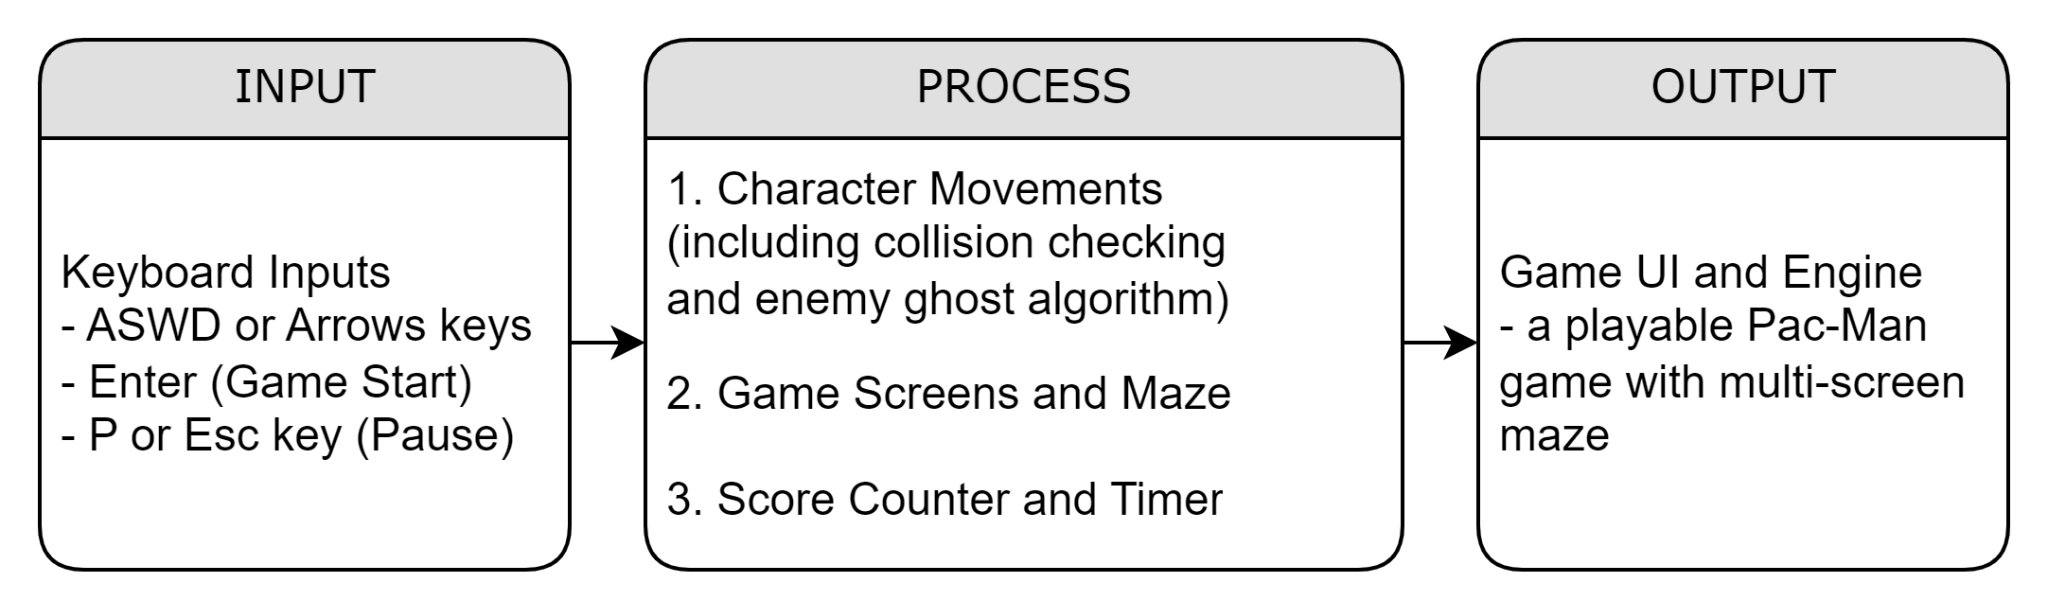 INPUT
Keyboard Inputs
- ASWD or Arrows keys
- Enter (Game Start)
- P or Esc key (Pause)
PROCESS
1. Character Movements
(including collision checking
and enemy ghost algorithm)
2. Game Screens and Maze
3. Score Counter and Timer
OUTPUT
Game UI and Engine
- a playable Pac-Man
game with multi-screen
maze